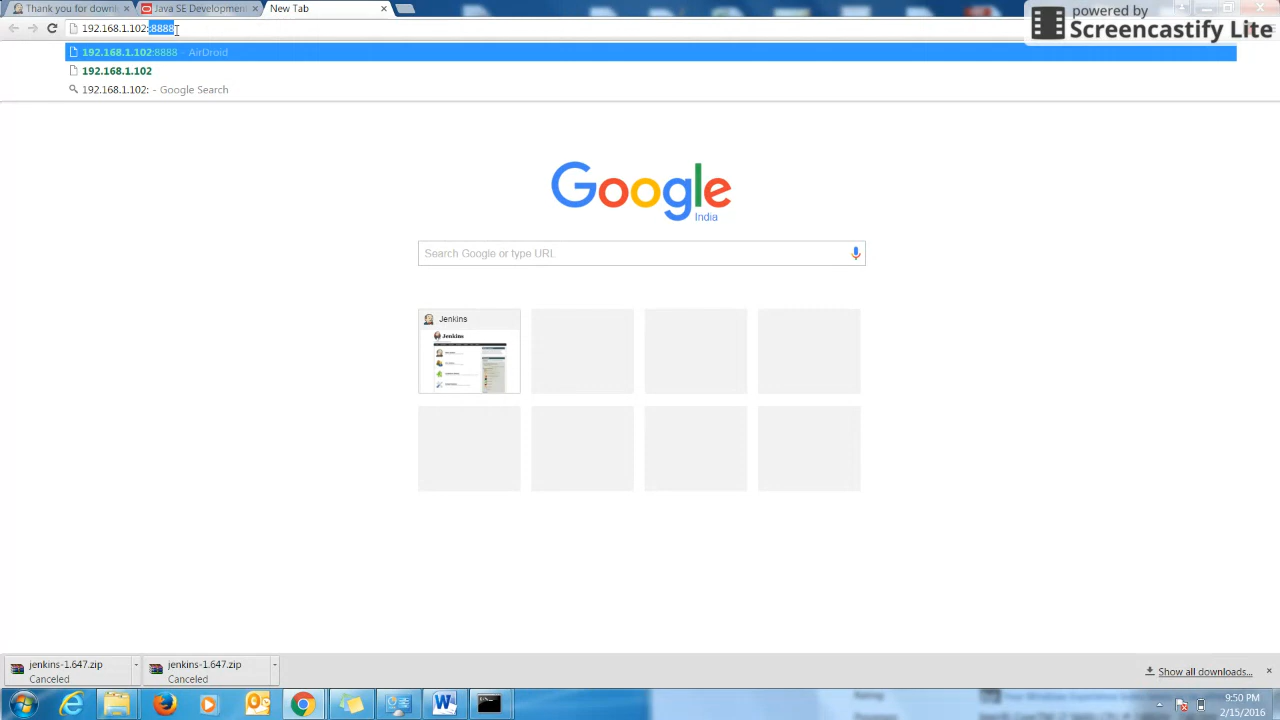 Thank you for downl
Java SE Development
New Tab
powered by
Screencastify Lite
192.168.1.102:8888
192.168.1.102:8888 - AirDroid
192.168.1.102
192.168.1.102: - Google Search
Google
India
Search Google or type URL
Jenkins
Jenkins
jenkins-1.647.zip
Canceled
jenkins-1.647.zip
Canceled
Show all downloads...
9:50 PM
2/15/2016